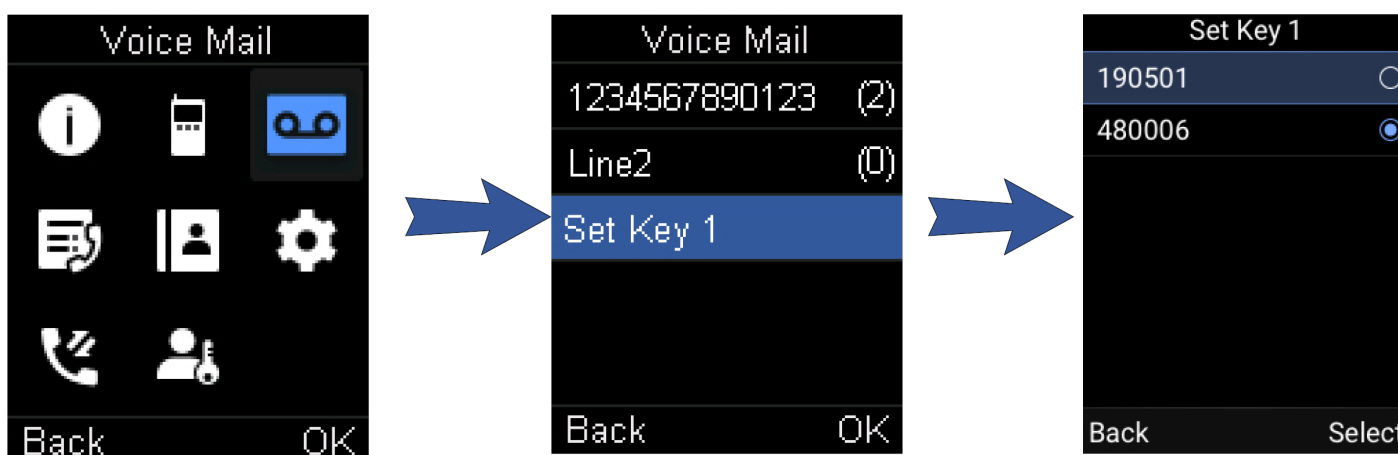 Voice Mail
Back OK
Voice Mail
1234567890123 (2)
Line2 (0)
Set Key 1
Back OK
Set Key 1
190501
480006
Back Select